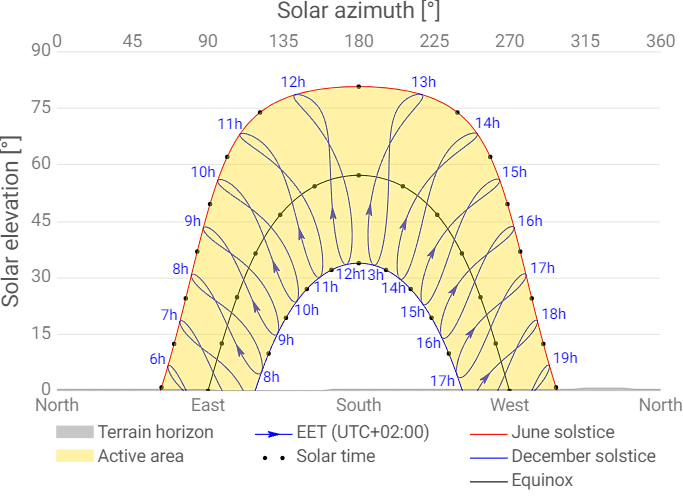 Solar azimuth [°]
0 45 90 135 180 225 270 315 360
90
75
60
45
30
15
0
Solar elevation [°]
12h 13h
11h 14h
10h 15h
9h 16h
8h 17h
7h 18h
6h 19h
12h 13h
11h 14h
10h 15h
9h 16h
8h 17h
North East South West North
Terrain horizon EET (UTC+02:00) June solstice
Active area Solar time December solstice
Equinox